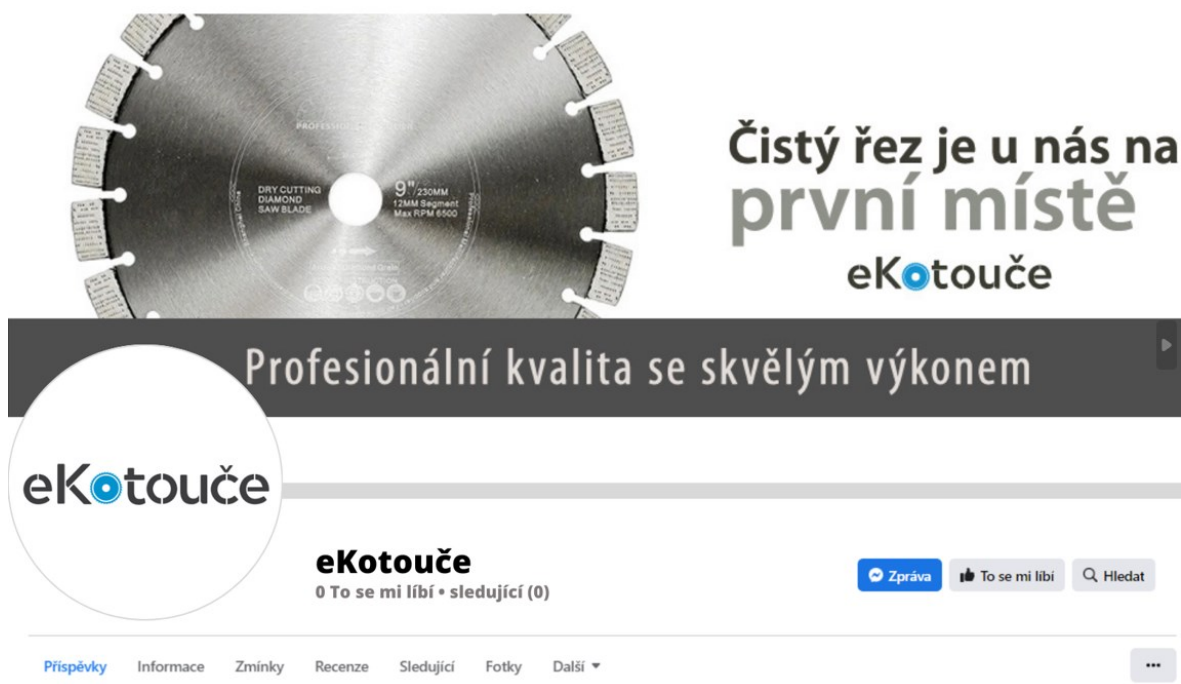 PROFESSIONAL
DRY CUTTING
DIAMOND
SAW BLADE
9"/230MM
12MM Segment
Max RPM 6500
Čistý řez je u nás na
první místě
eKotouče
Profesionální kvalita se skvělým výkonem
eKotouče
eKotouče
0 To se mi líbí • sledující (0)
Zpráva
To se mi líbí
Hledat
Příspěvky Informace Zmínky Recenze Sledující Fotky Další